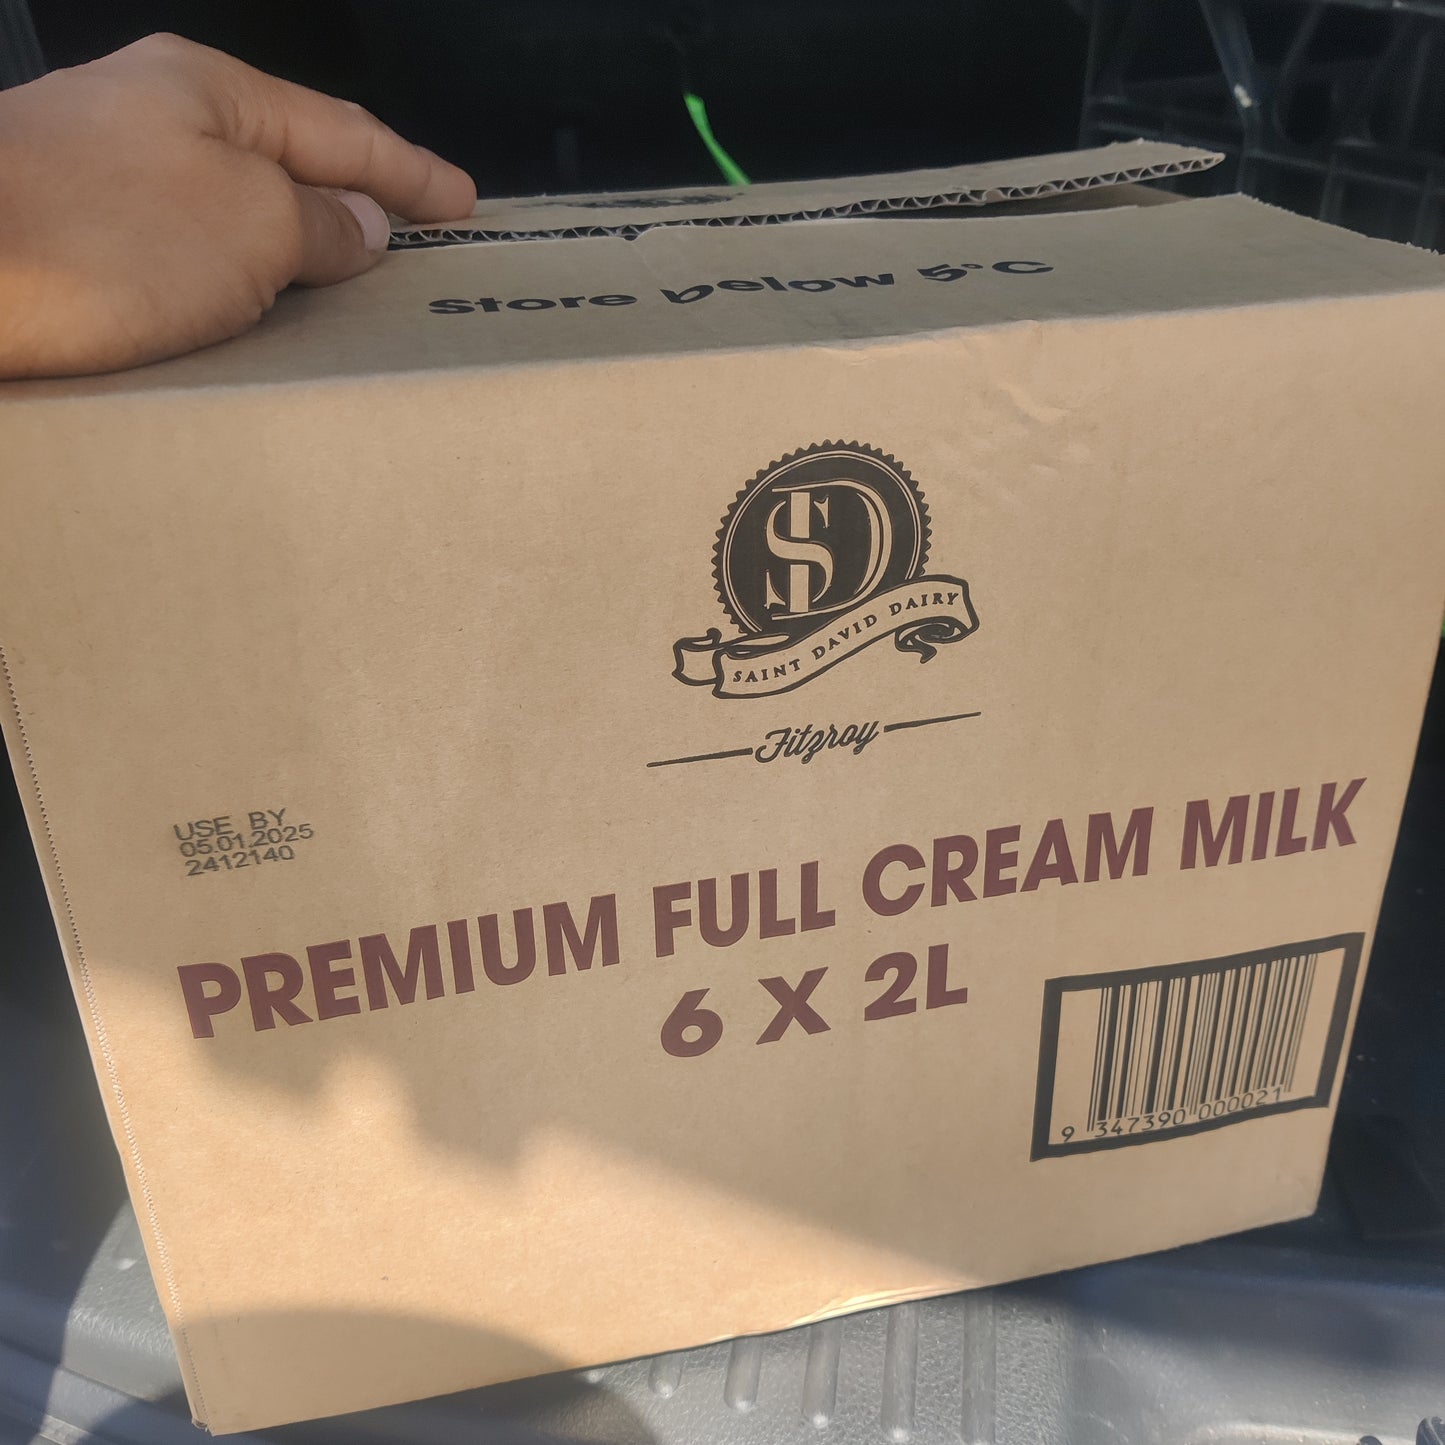 Store below 5°C
SD
SAINT DAVID DAIRY
Fitzroy
USE BY
05.01.2025
2412140
PREMIUM FULL CREAM MILK
6 X 2L
9 347390 000021